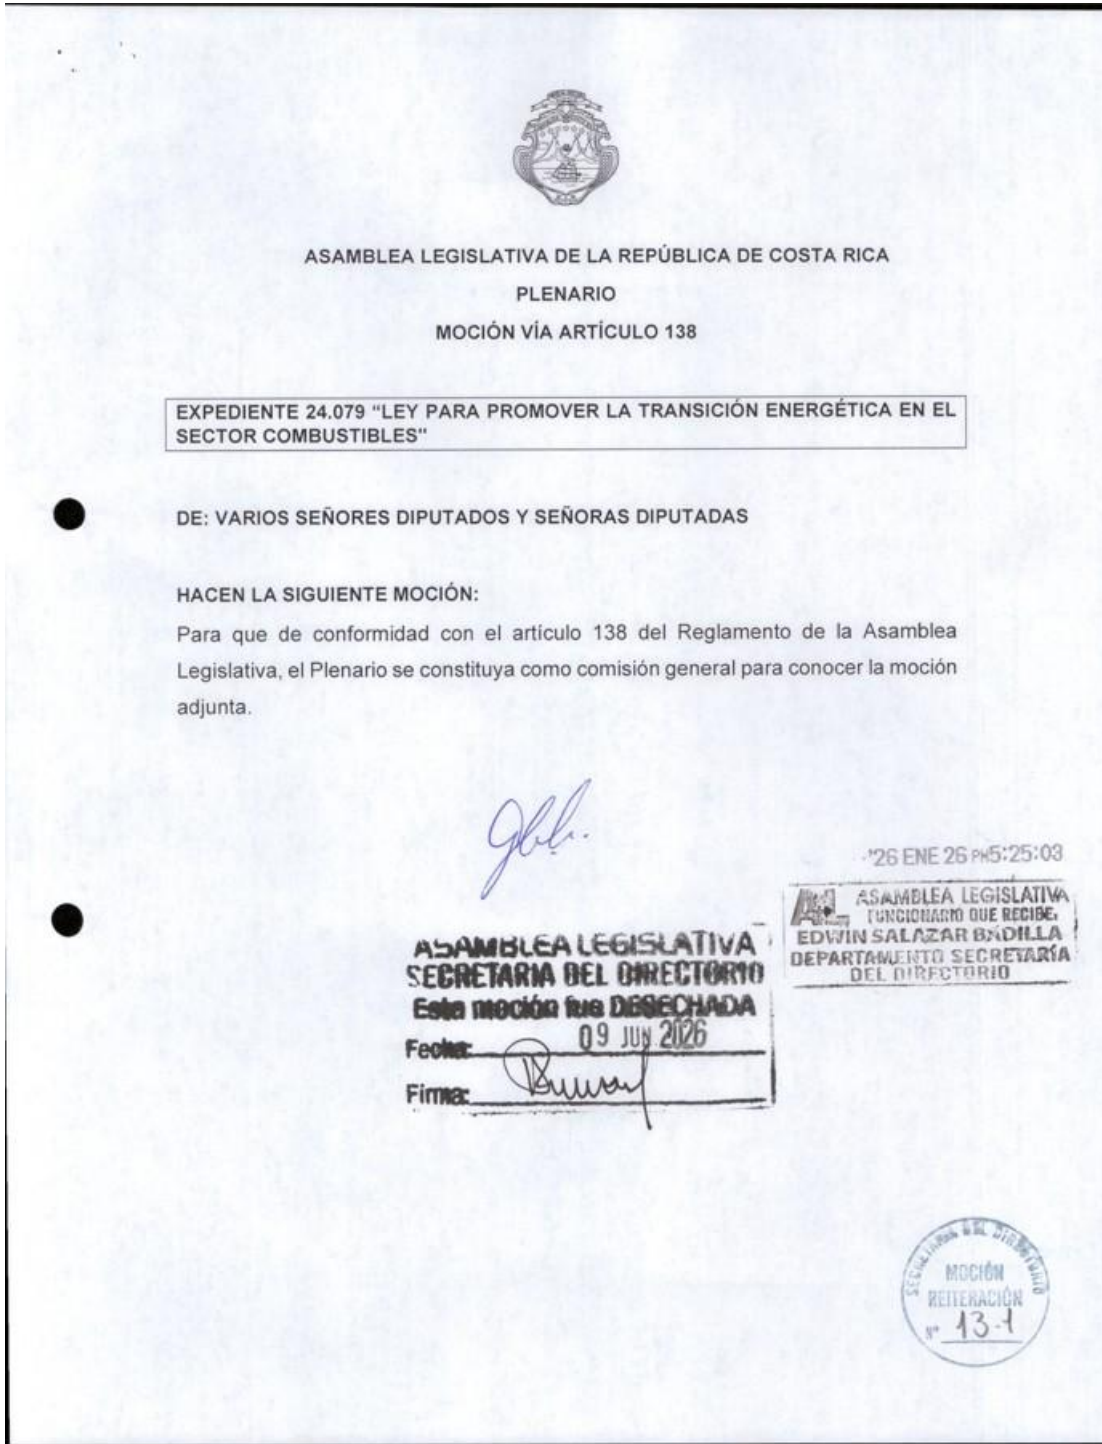 ASAMBLEA LEGISLATIVA DE LA REPÚBLICA DE COSTA RICA
PLENARIO
MOCIÓN VÍA ARTÍCULO 138
EXPEDIENTE 24.079 “LEY PARA PROMOVER LA TRANSICIÓN ENERGÉTICA EN EL
SECTOR COMBUSTIBLES"
DE: VARIOS SEÑORES DIPUTADOS Y SEÑORAS DIPUTADAS
HACEN LA SIGUIENTE MOCIÓN:
Para que de conformidad con el artículo 138 del Reglamento de la Asamblea
Legislativa, el Plenario se constituya como comisión general para conocer la moción
adjunta.
'26 ENE 26 PM5:25:03
ASAMBLEA LEGISLATIVA
FUNCIONARIO QUE RECIBE:
EDWIN SALAZAR BADILLA
DEPARTAMENTO SECRETARÍA
DEL DIRECTORIO
ASAMBLEA LEGISLATIVA
SECRETARIA DEL DIRECTORIO
Esta moción fue DESECHADA
Fecha: 09 JUN 2026
Firma:
SECRETARIA DEL DIRECTORIO
MOCIÓN
REITERACIÓN
N° 13-1